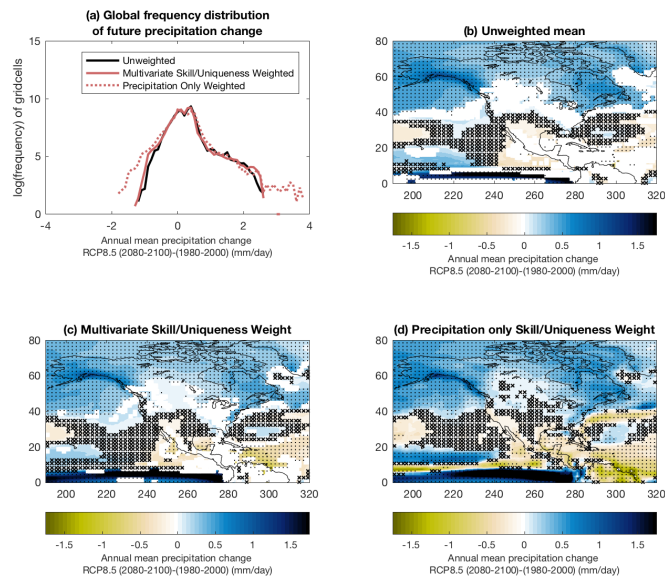 (a) Global frequency distribution
of future precipitation change
15
10
5
0
log(frequency) of gridcells
Unweighted
Multivariate Skill/Uniqueness Weighted
Precipitation Only Weighted
-4 -2 0 2 4
Annual mean precipitation change
RCP8.5 (2080-2100)-(1980-2000) (mm/day)
(b) Unweighted mean
80
60
40
20
0
200 220 240 260 280 300 320
-1.5 -1 -0.5 0 0.5 1 1.5
Annual mean precipitation change
RCP8.5 (2080-2100)-(1980-2000) (mm/day)
(c) Multivariate Skill/Uniqueness Weight
80
60
40
20
0
200 220 240 260 280 300 320
-1.5 -1 -0.5 0 0.5 1 1.5
Annual mean precipitation change
RCP8.5 (2080-2100)-(1980-2000) (mm/day)
(d) Precipitation only Skill/Uniqueness Weight
80
60
40
20
0
200 220 240 260 280 300 320
-1.5 -1 -0.5 0 0.5 1 1.5
Annual mean precipitation change
RCP8.5 (2080-2100)-(1980-2000) (mm/day)